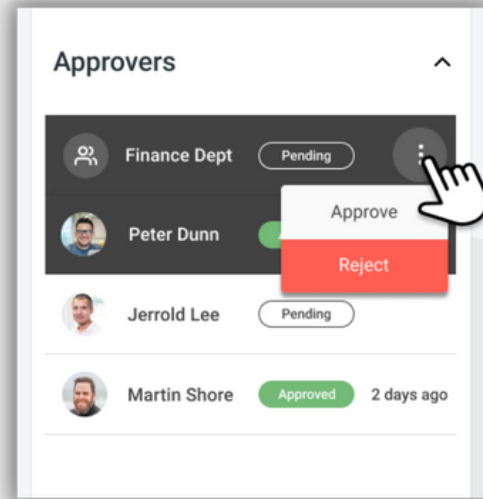 Approvers
Finance Dept Pending
Approve
Peter Dunn
Reject
Jerrold Lee Pending
Martin Shore Approved 2 days ago